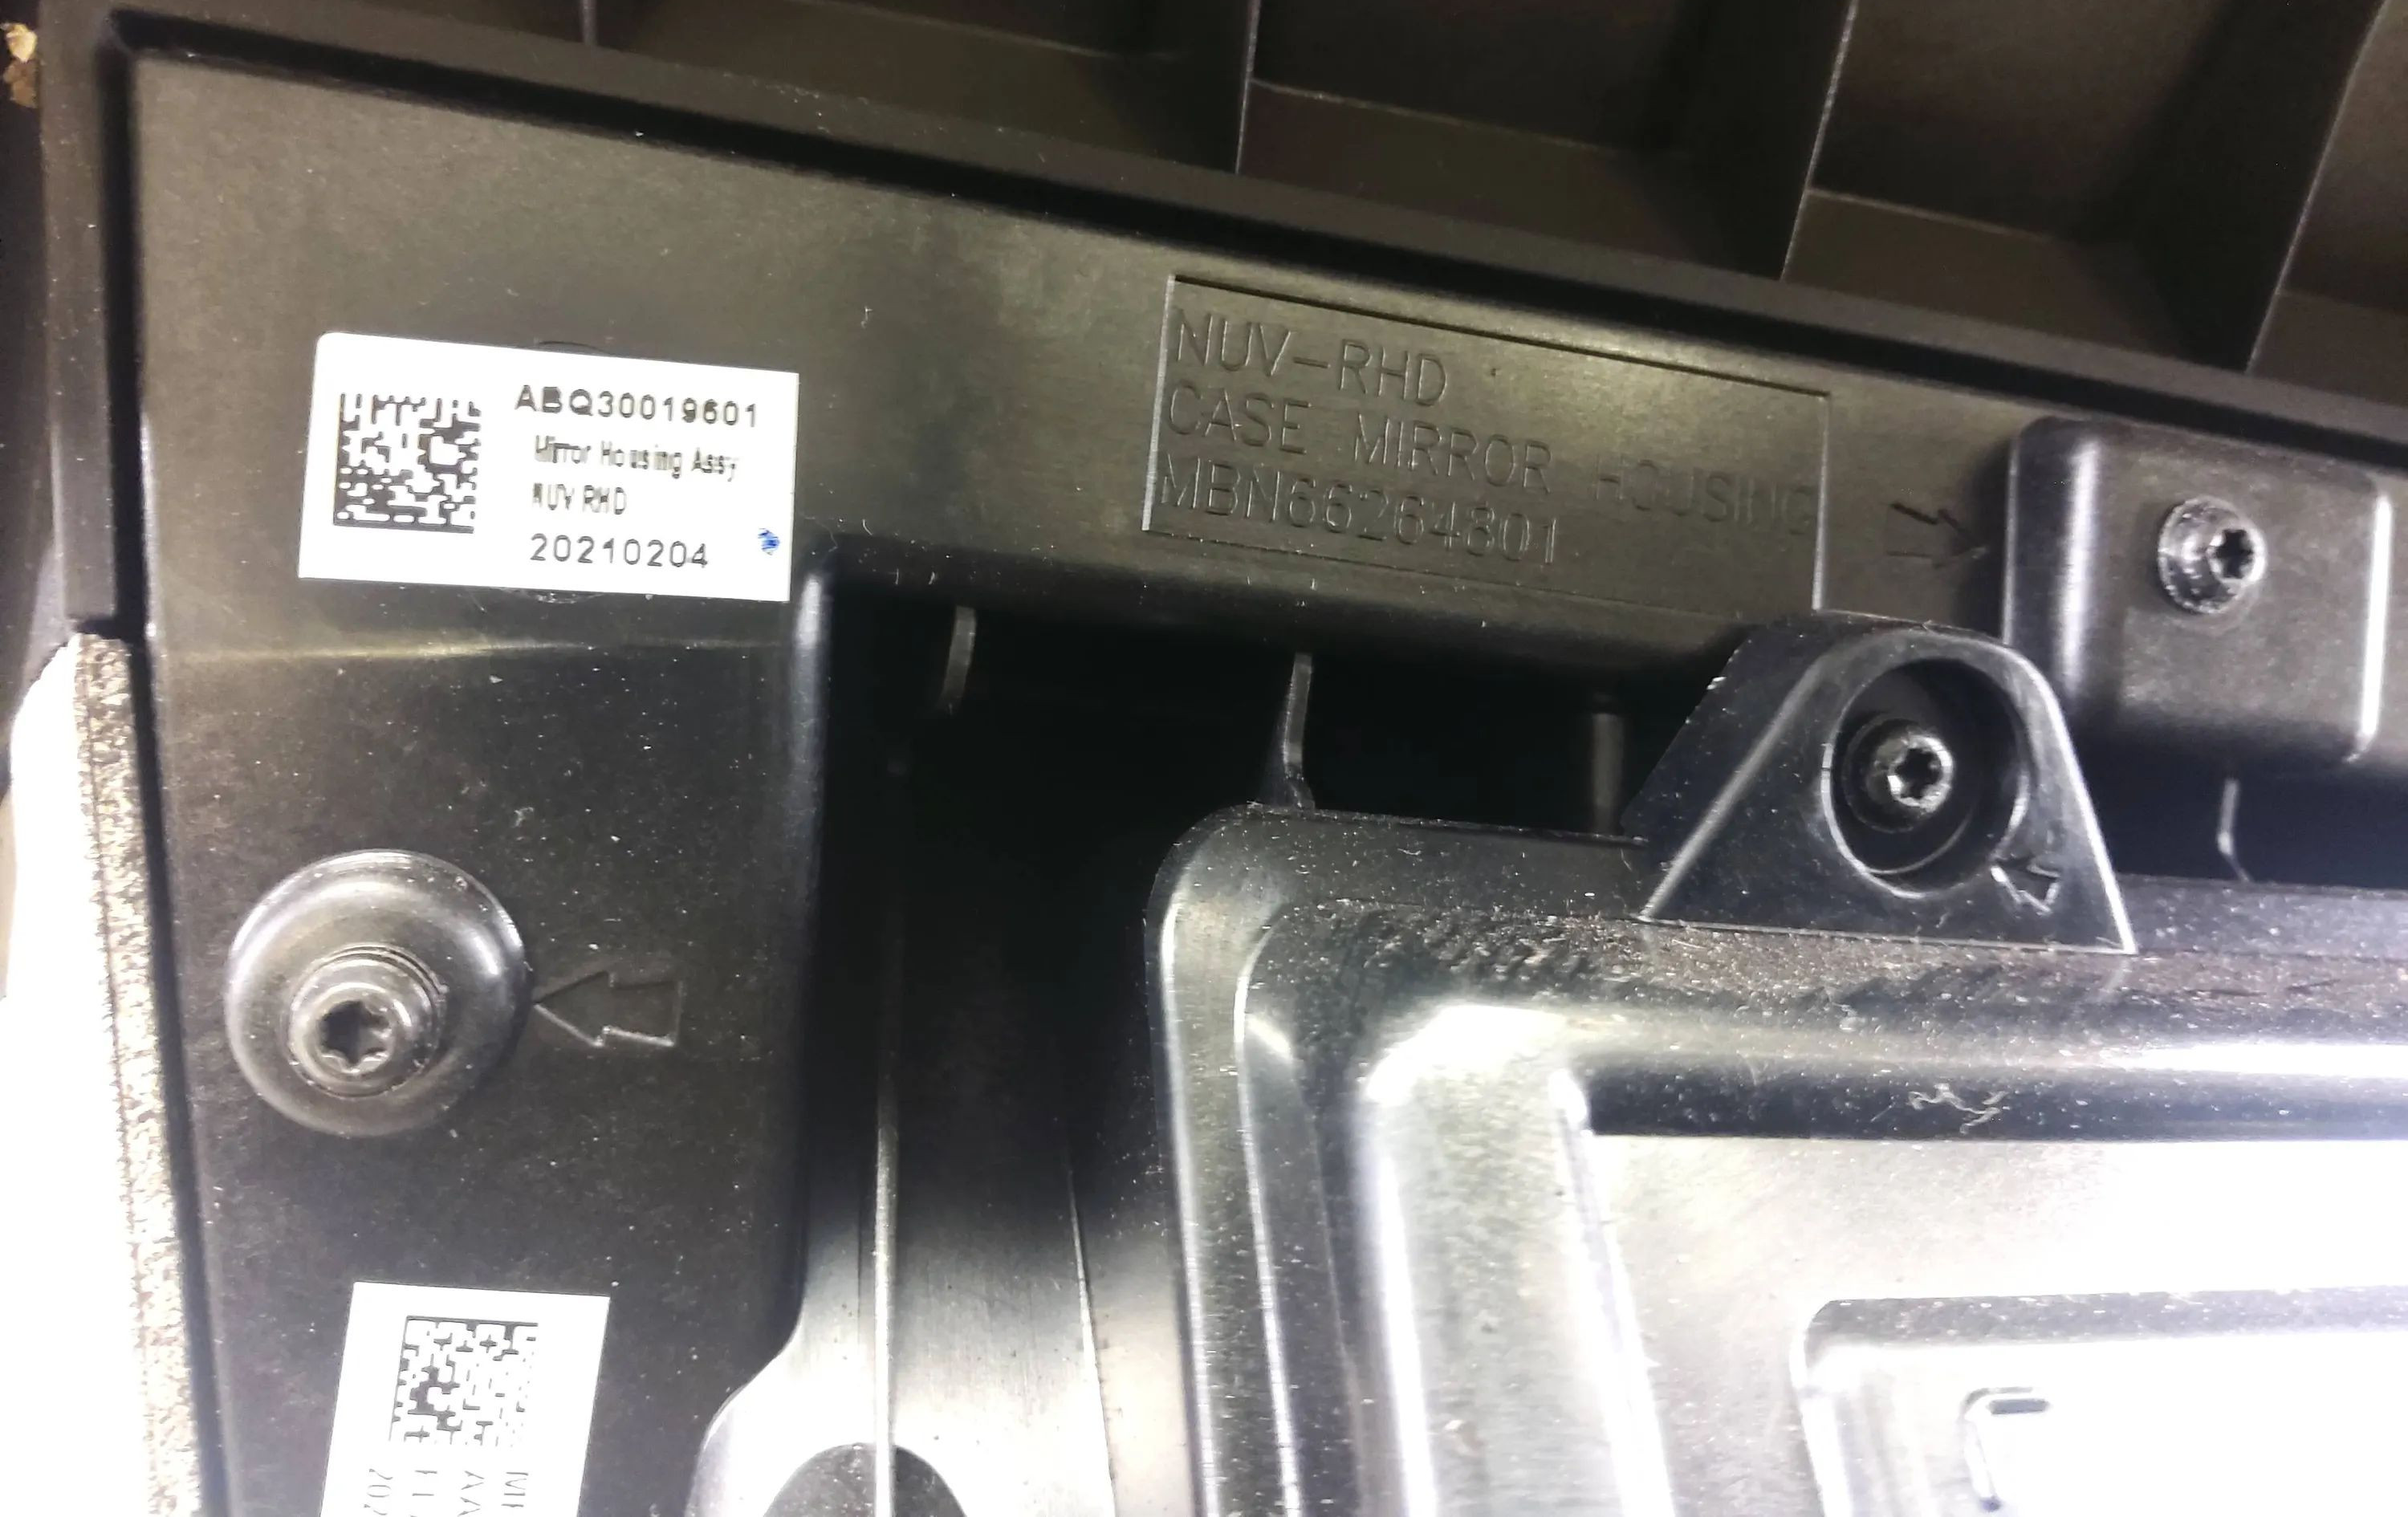 ABQ30019601
Mirror Housing Assy
NUV RHD
20210204
NUV-RHD
CASE MIRROR HOUSING
MBN66264801